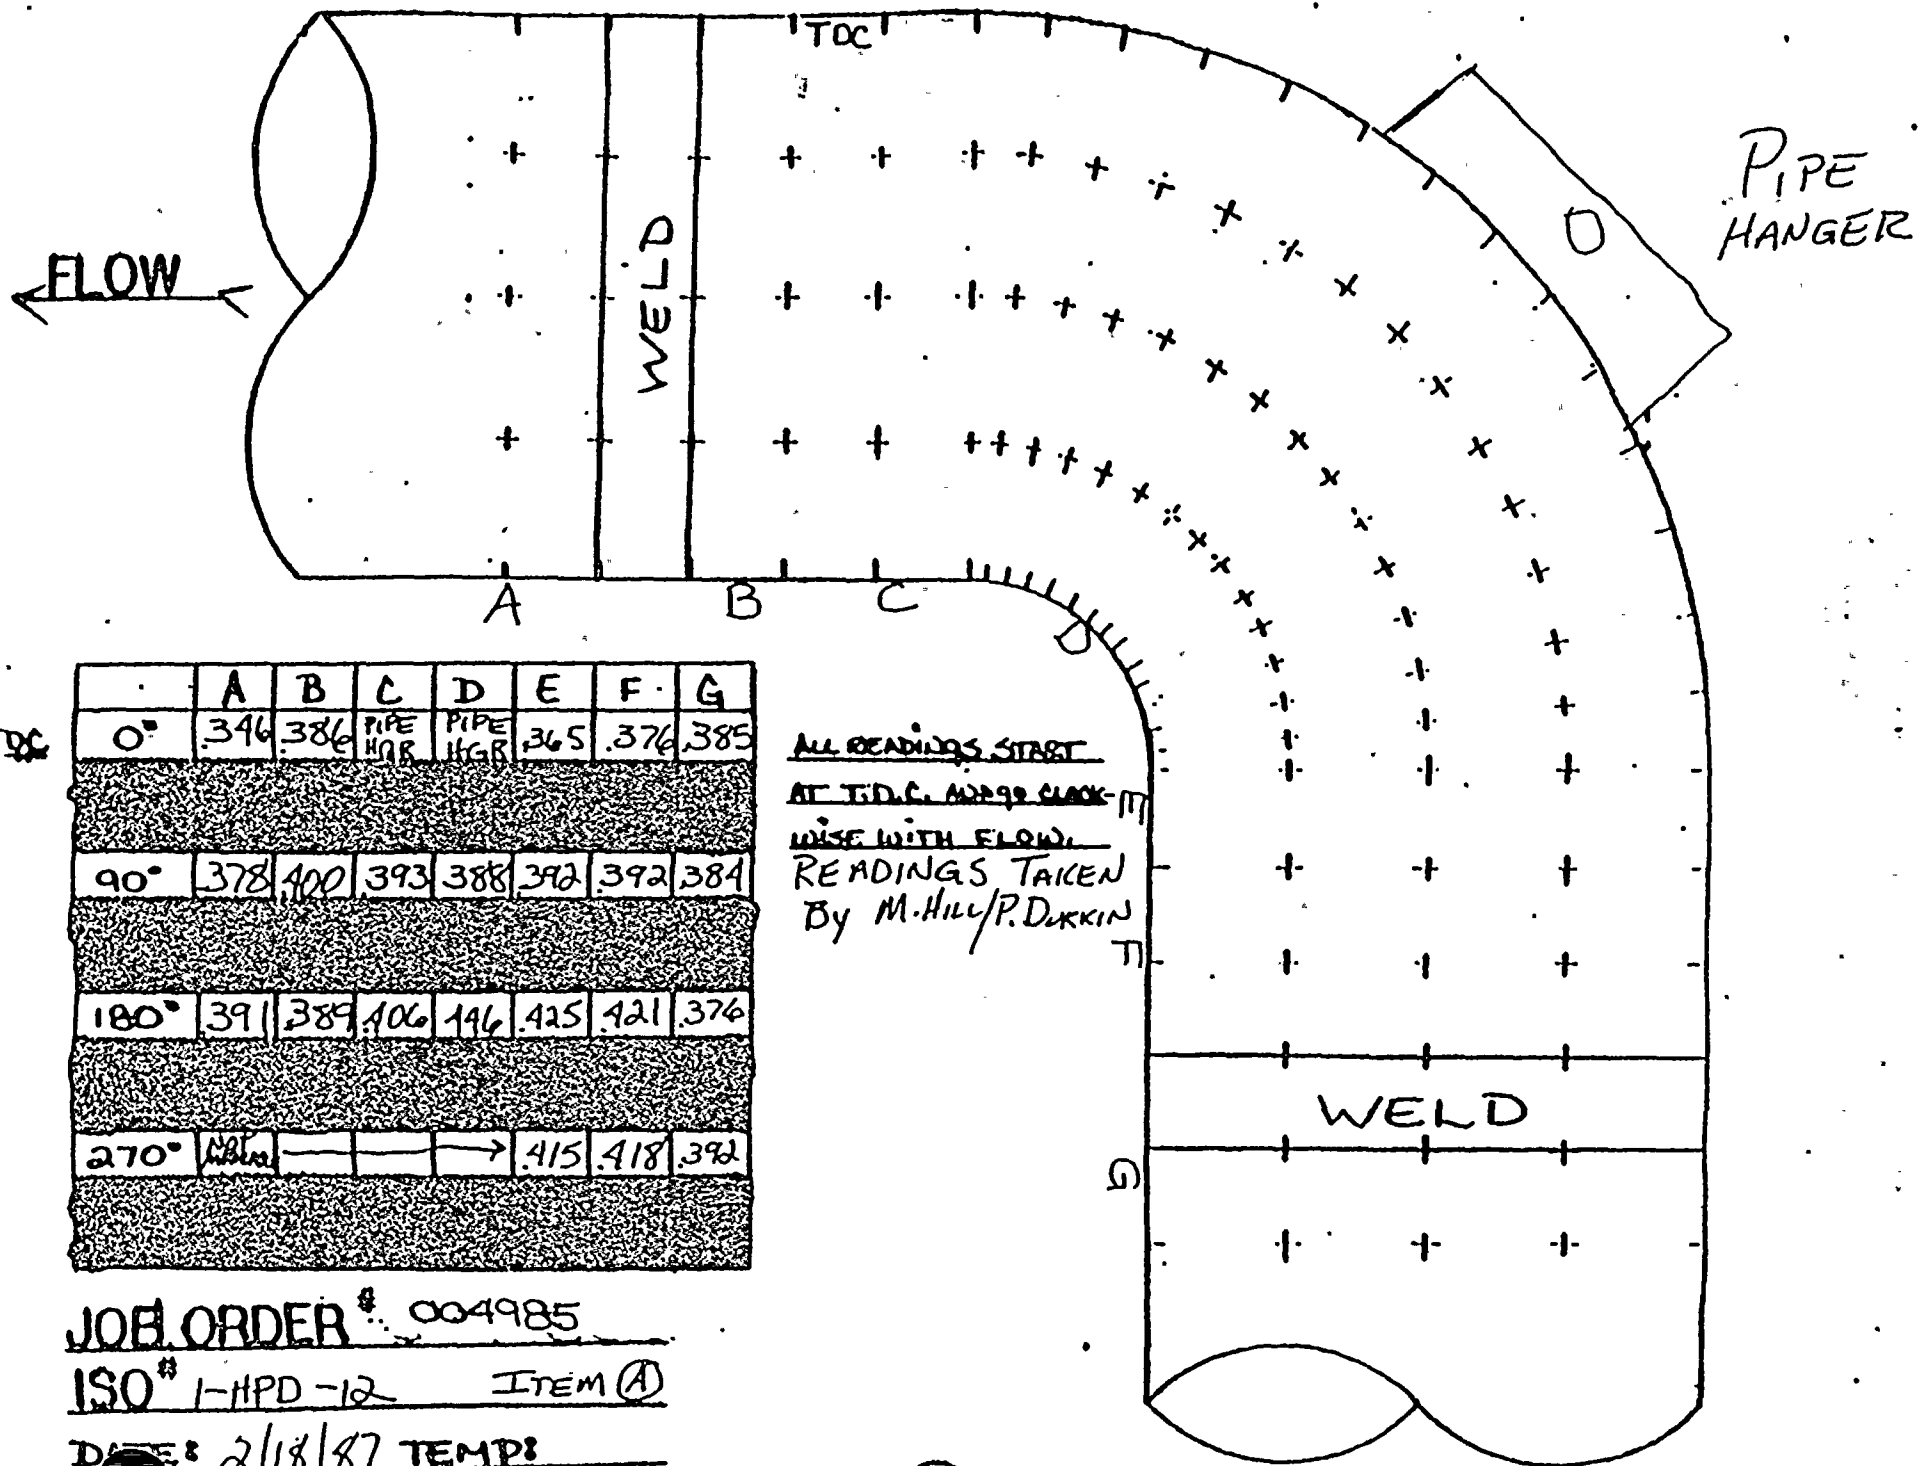 TDC
PIPE
HANGER
FLOW
WELD
A B C
D
A B C D E F G
0° .346 .386 PIPE HGR PIPE HGR .365 .376 .385
90° .378 .400 .393 .388 .392 .392 .384
180° .391 .389 .406 .446 .425 .421 .376
270° .415 .418 .392
ALL READINGS START
AT T.D.C. AND GO CLOCK-
WISE WITH FLOW.
READINGS TAKEN
By M. HILL/P. DURKIN
E
F
WELD
G
JOB ORDER # 004985
ISO # 1-HPD-12 ITEM A
DATE: 2/18/87 TEMP: